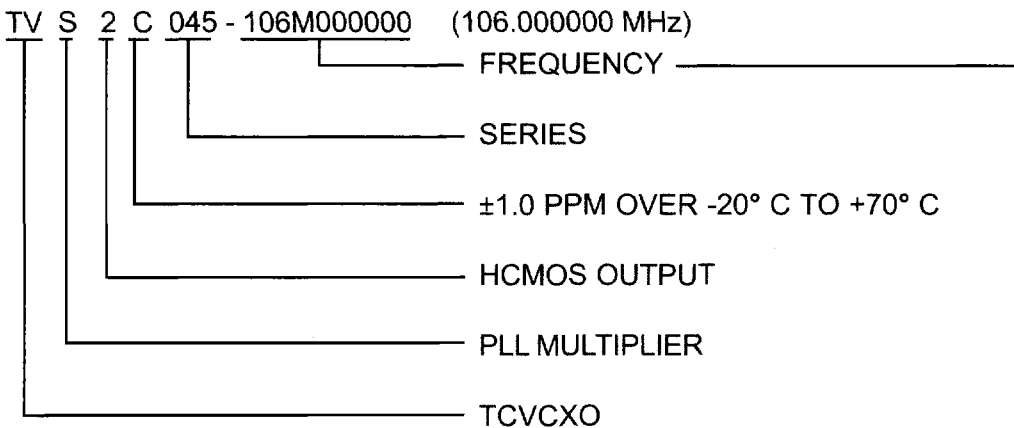 TV S 2 C 045 - 106M000000 (106.000000 MHz)
FREQUENCY
SERIES
±1.0 PPM OVER -20° C TO +70° C
HCMOS OUTPUT
PLL MULTIPLIER
TCVCXO